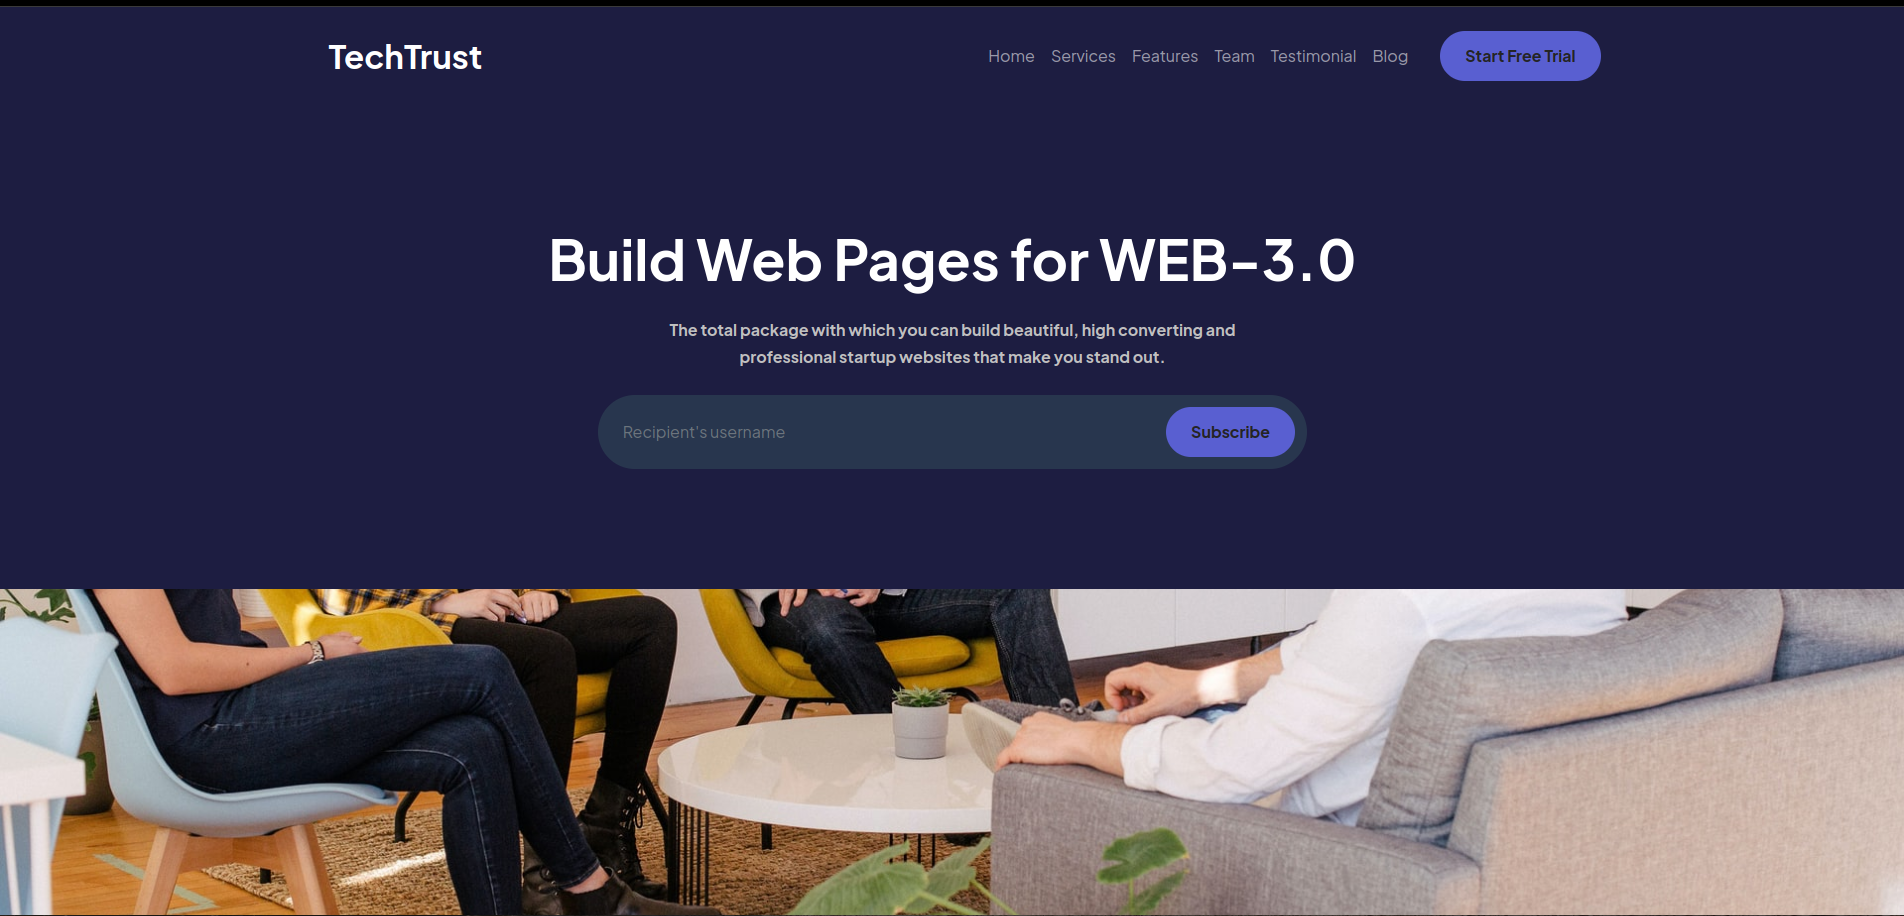 TechTrust
Home Services Features Team Testimonial Blog Start Free Trial
Build Web Pages for WEB-3.0
The total package with which you can build beautiful, high converting and
professional startup websites that make you stand out.
Recipient's username Subscribe